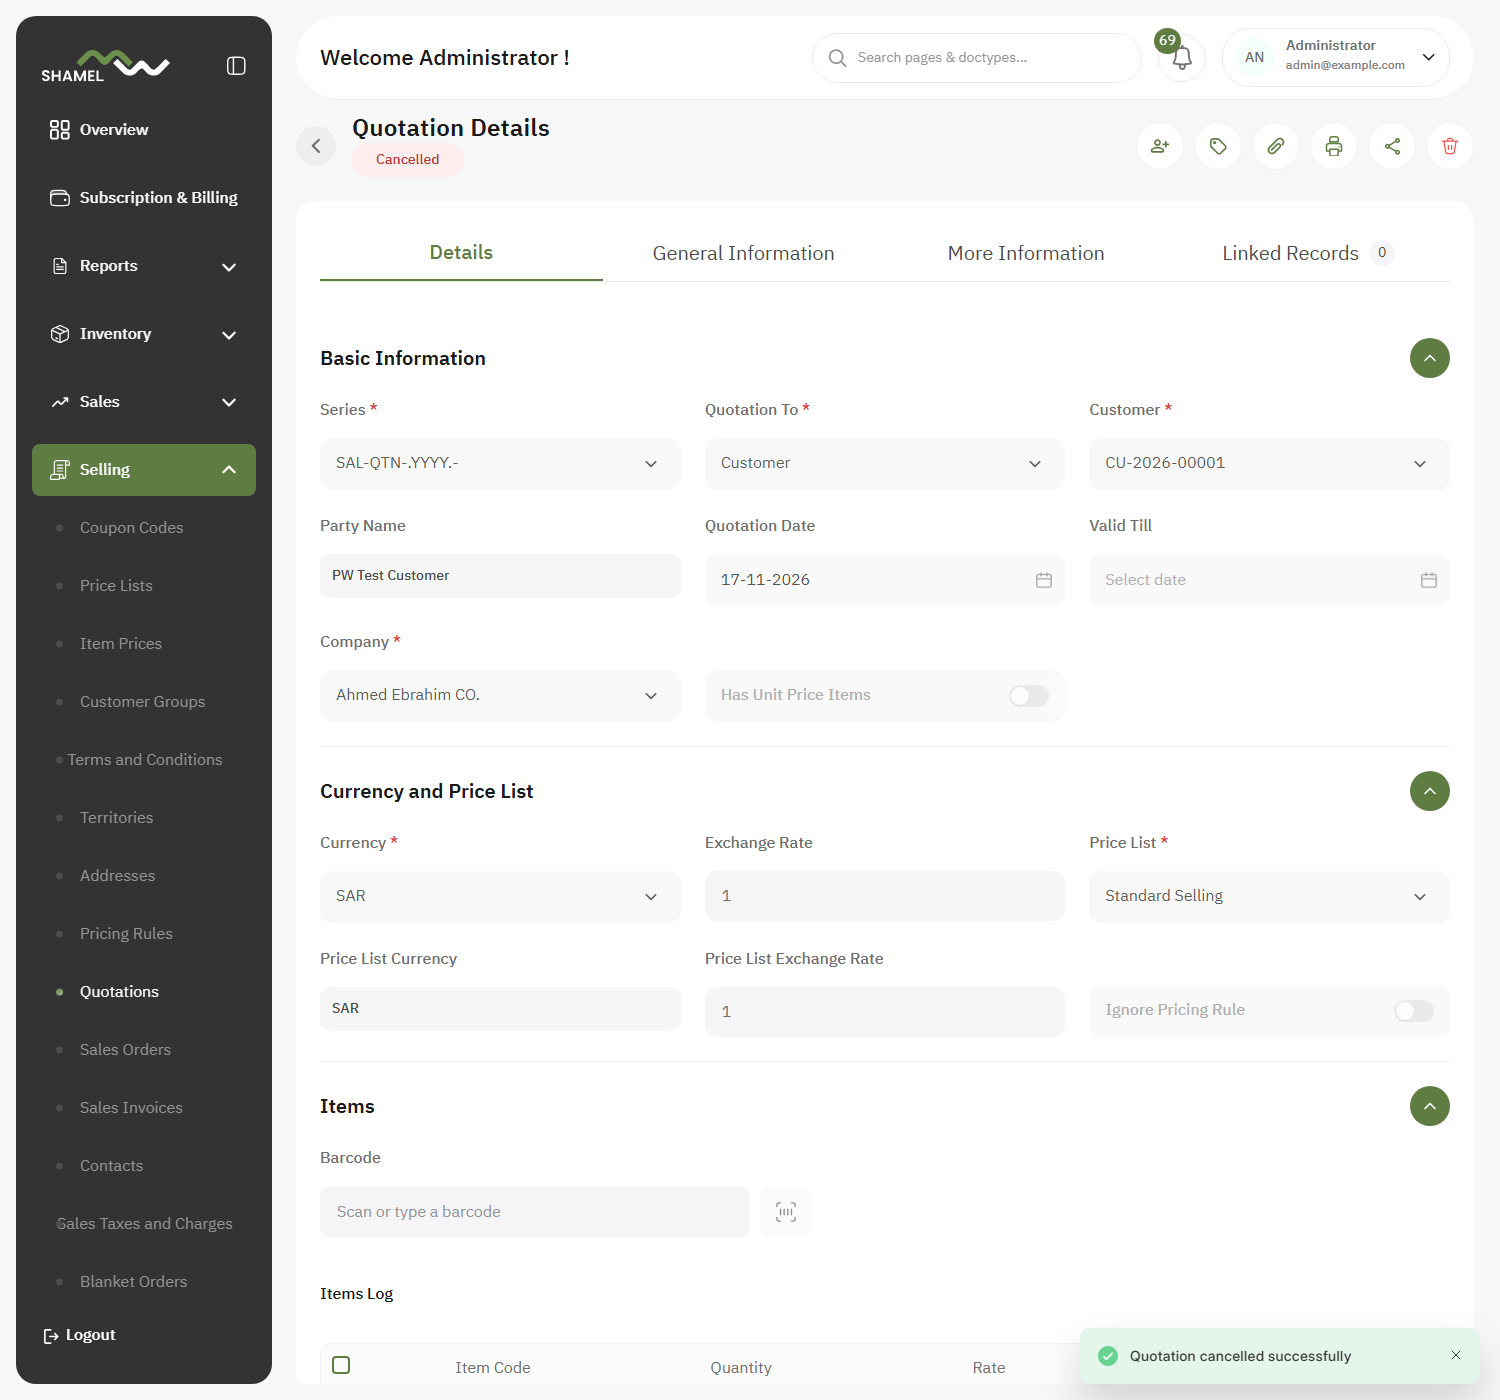 SHAMEL
Overview
Subscription & Billing
Reports
Inventory
Sales
Selling
Coupon Codes
Price Lists
Item Prices
Customer Groups
Terms and Conditions
Territories
Addresses
Pricing Rules
Quotations
Sales Orders
Sales Invoices
Contacts
Sales Taxes and Charges
Blanket Orders
Logout
Welcome Administrator !
Search pages & doctypes...
69
AN
Administrator
admin@example.com
Quotation Details
Cancelled
Details
General Information
More Information
Linked Records 0
Basic Information
Series *
Quotation To *
Customer *
SAL-QTN-.YYYY.-
Customer
CU-2026-00001
Party Name
Quotation Date
Valid Till
PW Test Customer
17-11-2026
Select date
Company *
Ahmed Ebrahim CO.
Has Unit Price Items
Currency and Price List
Currency *
Exchange Rate
Price List *
SAR
1
Standard Selling
Price List Currency
Price List Exchange Rate
SAR
1
Ignore Pricing Rule
Items
Barcode
Scan or type a barcode
Items Log
Item Code
Quantity
Rate
Quotation cancelled successfully